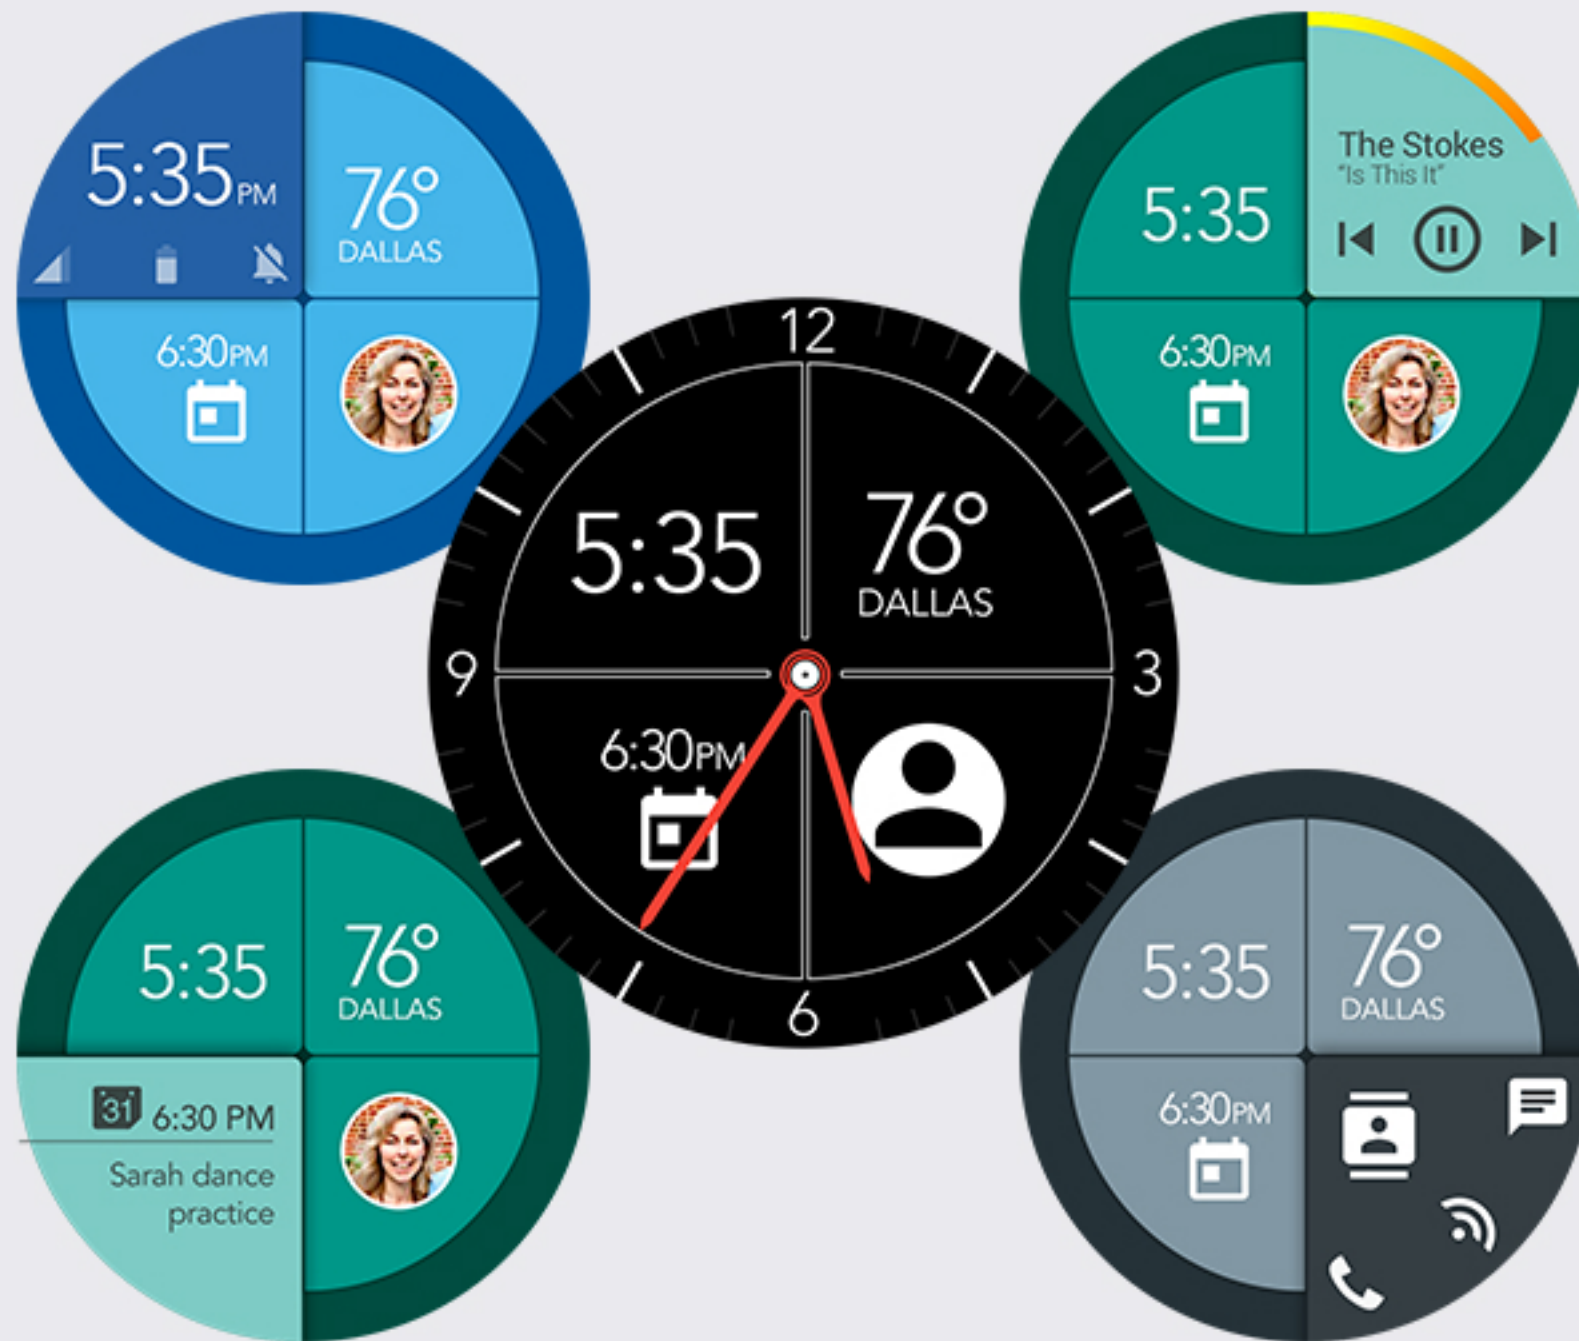 5:35PM
76°
DALLAS
6:30PM
5:35
The Stokes
"Is This It"
6:30PM
12
5:35
76°
DALLAS
9
3
6:30PM
6
5:35
76°
DALLAS
31 6:30 PM
Sarah dance
practice
5:35
76°
DALLAS
6:30PM